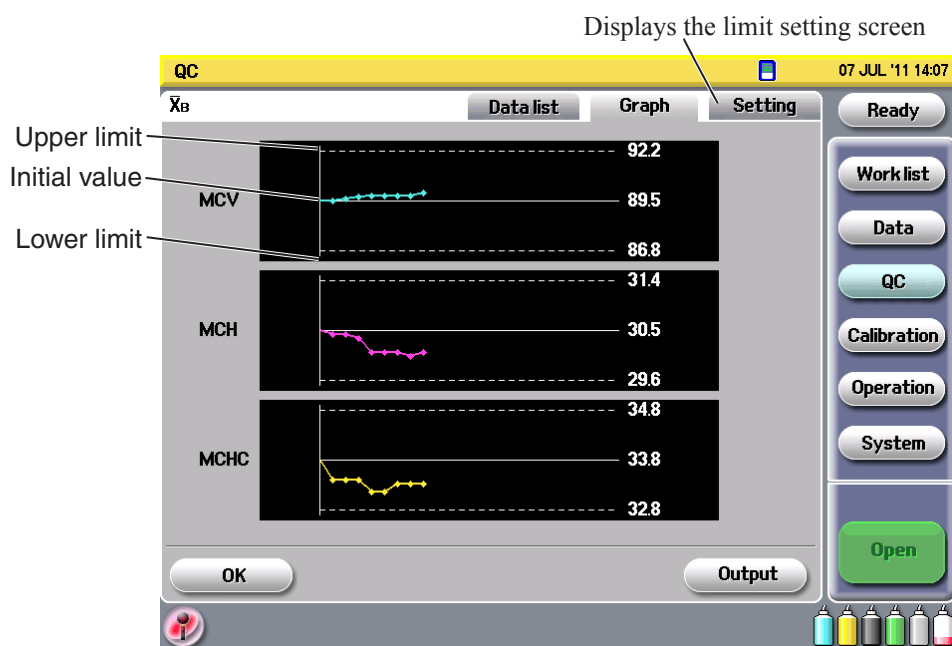 Displays the limit setting screen
QC
07 JUL '11 14:07
X̅B
Data list
Graph
Setting
Ready
Upper limit
Initial value
Lower limit
MCV
92.2
89.5
86.8
MCH
31.4
30.5
29.6
MCHC
34.8
33.8
32.8
Work list
Data
QC
Calibration
Operation
System
Open
OK
Output